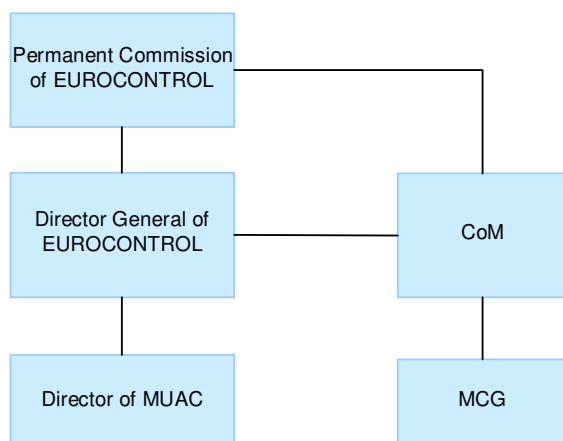 Permanent Commission
of EUROCONTROL
Director General of
EUROCONTROL
CoM
Director of MUAC
MCG